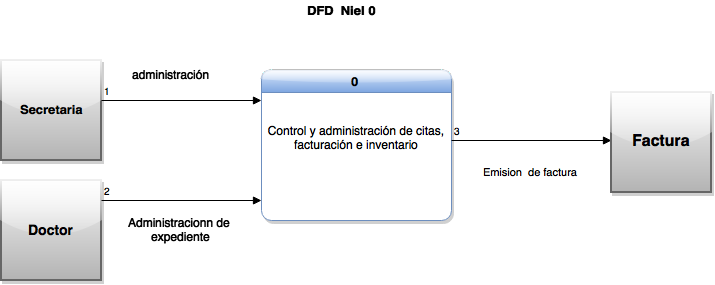 DFD Niel 0
administración
Secretaria
1
0
Control y administración de citas,
facturación e inventario
3
Factura
Emision de factura
2
Doctor
Administracionn de
expediente